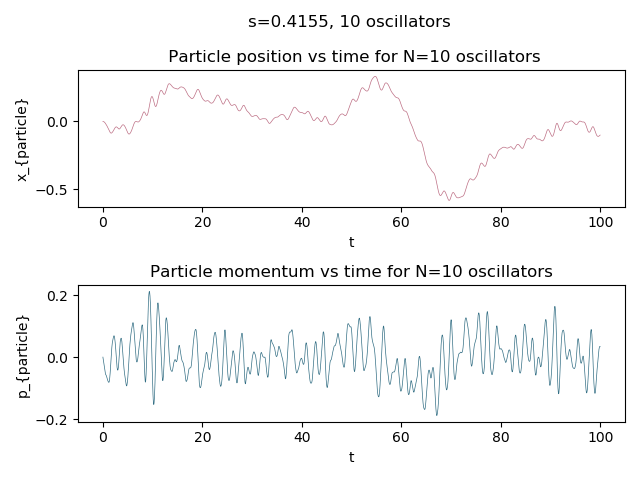 s=0.4155, 10 oscillators
Particle position vs time for N=10 oscillators
x_{particle}
0.0
−0.5
0 20 40 60 80 100
t
Particle momentum vs time for N=10 oscillators
p_{particle}
0.2
0.0
−0.2
0 20 40 60 80 100
t